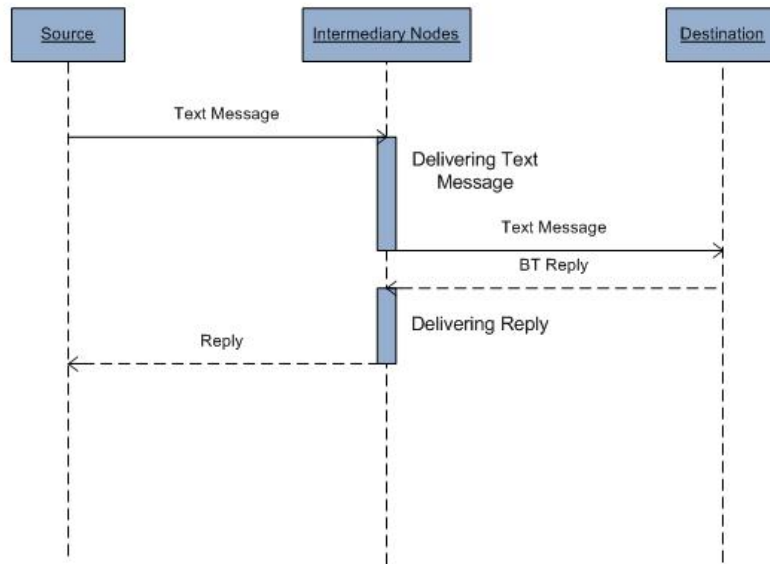 Source
Intermediary Nodes
Destination
Text Message
Delivering Text
Message
Text Message
BT Reply
Delivering Reply
Reply